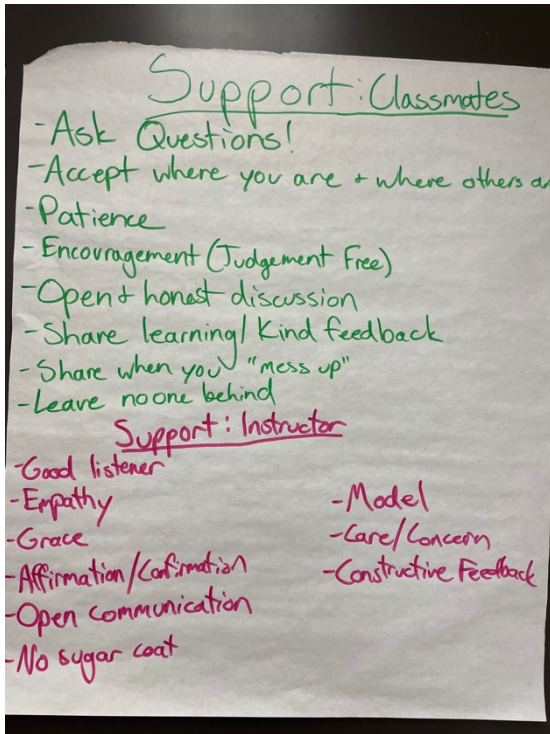 Support: Classmates
-Ask Questions!
-Accept where you are + where others ar
-Patience
-Encouragement (Judgement Free)
-Open + honest discussion
-Share learning/ Kind feedback
-Share when you "mess up"
-Leave no one behind
Support: Instructor
-Good listener
-Empathy
-Grace
-Affirmation/Confirmation
-Open communication
-No sugar coat
-Model
-Care/Concern
-Constructive Feedback